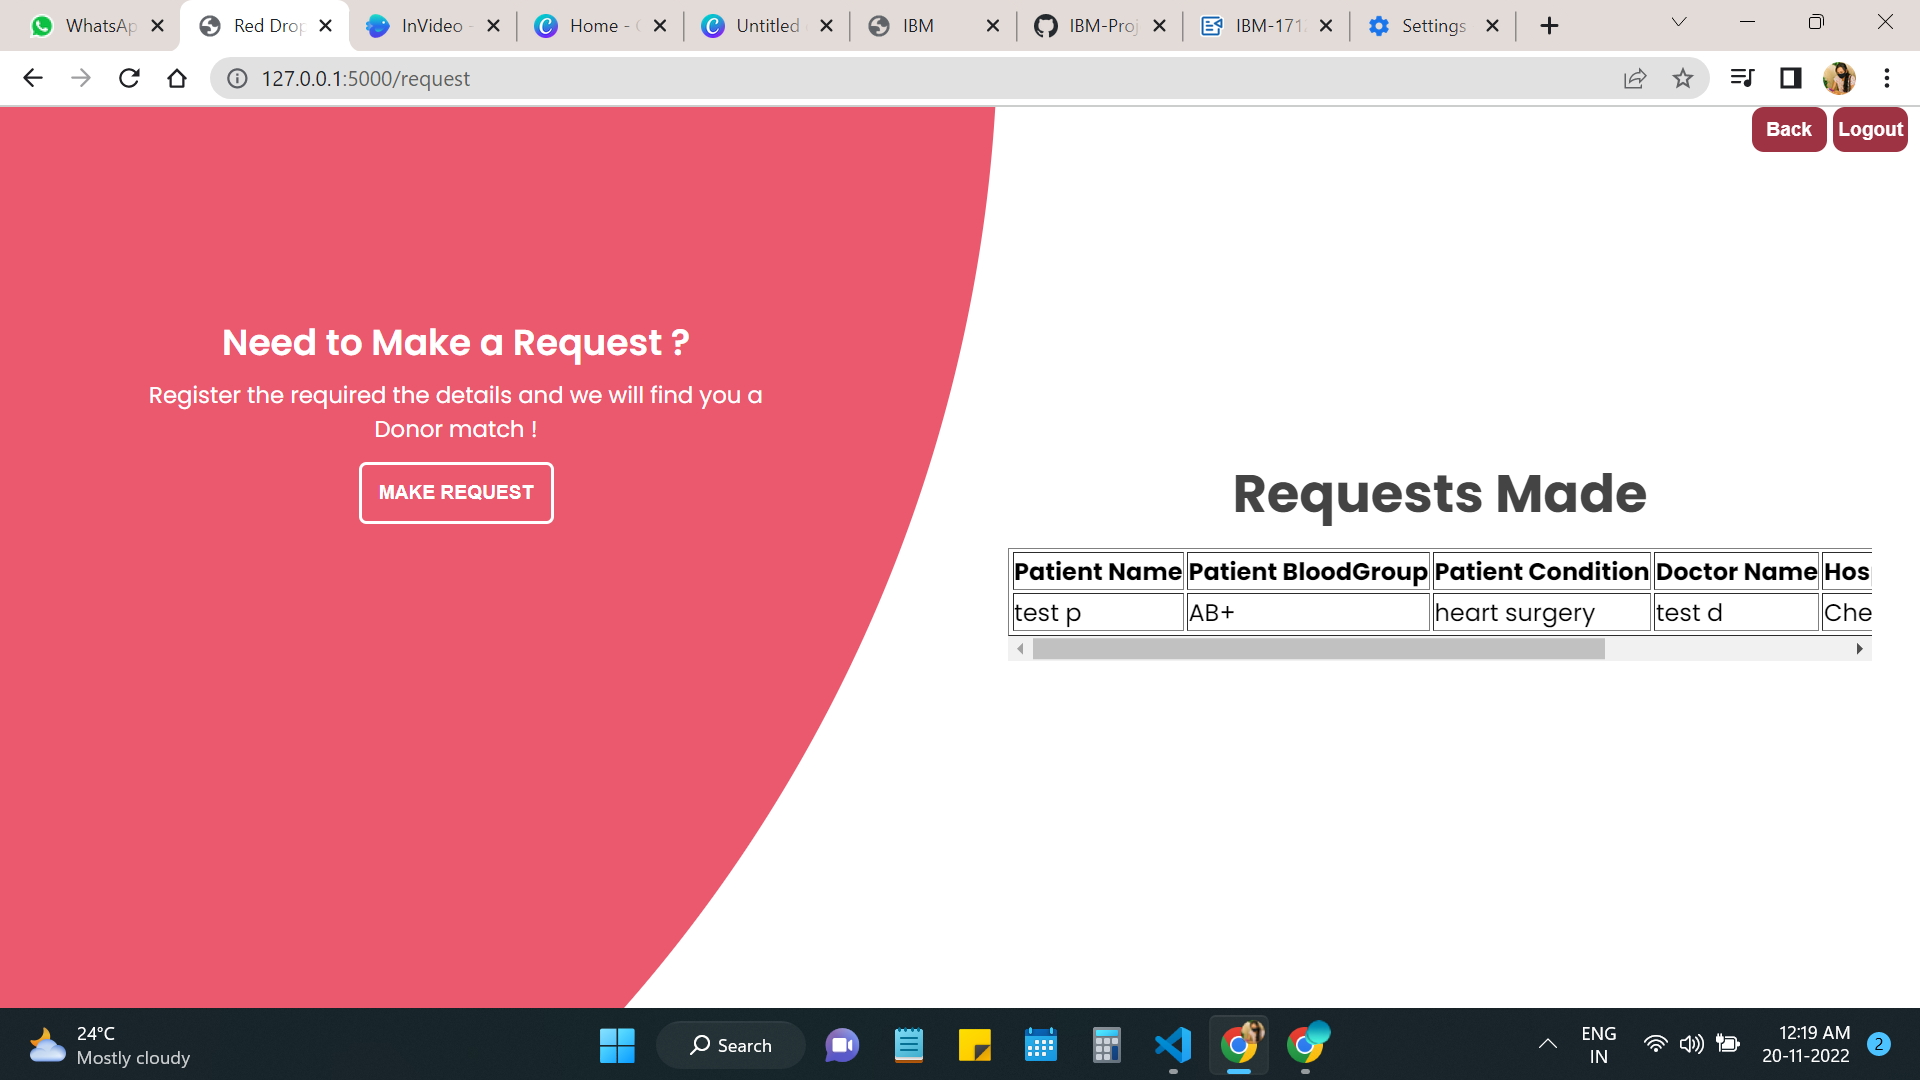 WhatsAp
Red Drop
InVideo -
Home - C
Untitled
IBM
IBM-Proj
IBM-171
Settings
127.0.0.1:5000/request
Back Logout
Need to Make a Request ?
Register the required the details and we will find you a
Donor match !
MAKE REQUEST
Requests Made
Patient Name Patient BloodGroup Patient Condition Doctor Name Hos
test p AB+ heart surgery test d Che
24°C
Mostly cloudy
Search
ENG
IN
12:19 AM
20-11-2022
2